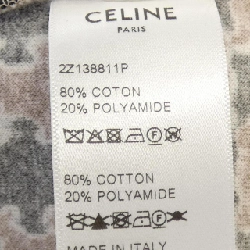 CELINE
PARIS
2Z138811P
80% COTON
20% POLYAMIDE
80% COTTON
20% POLYAMIDE
MADE IN ITALY